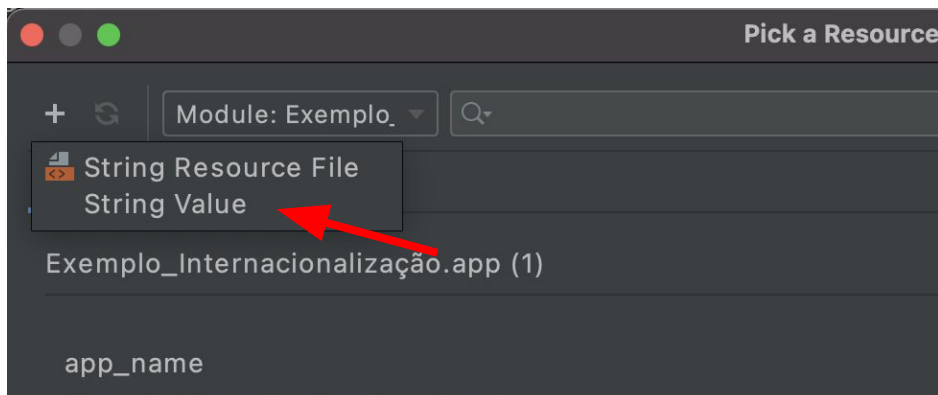 Pick a Resource
Module: Exemplo_
String Resource File
String Value
Exemplo_Internacionalização.app (1)
app_name